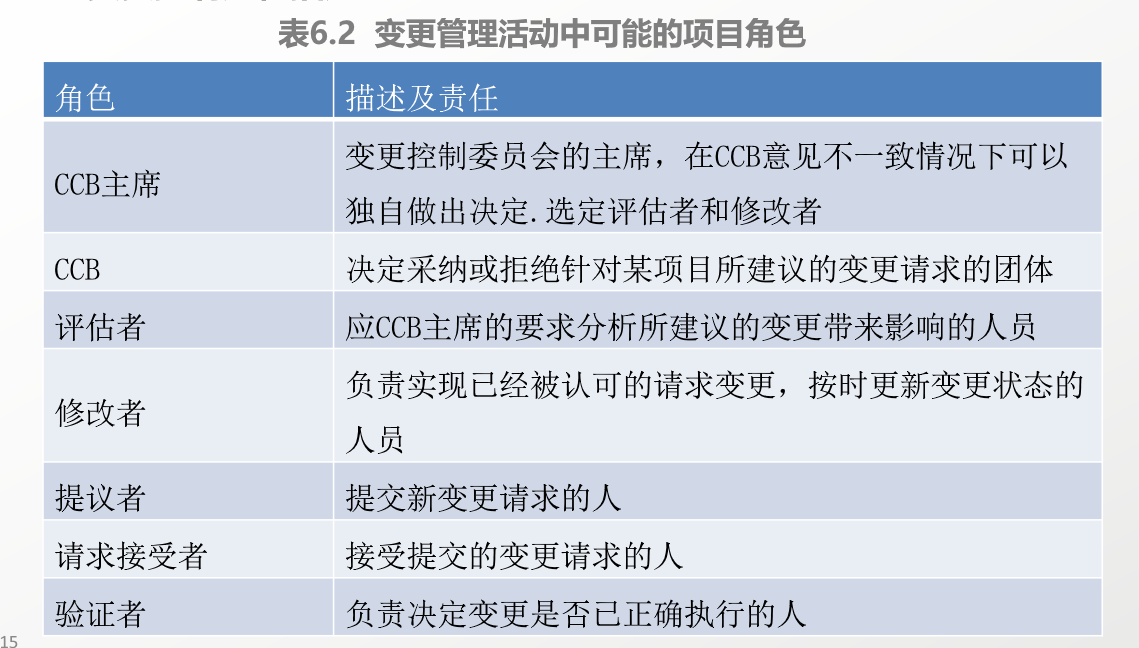 表6.2 变更管理活动中可能的项目角色
角色 描述及责任
CCB主席 变更控制委员会的主席，在CCB意见不一致情况下可以
独自做出决定.选定评估者和修改者
CCB 决定采纳或拒绝针对某项目所建议的变更请求的团体
评估者 应CCB主席的要求分析所建议的变更带来影响的人员
修改者 负责实现已经被认可的请求变更，按时更新变更状态的
人员
提议者 提交新变更请求的人
请求接受者 接受提交的变更请求的人
验证者 负责决定变更是否已正确执行的人
15